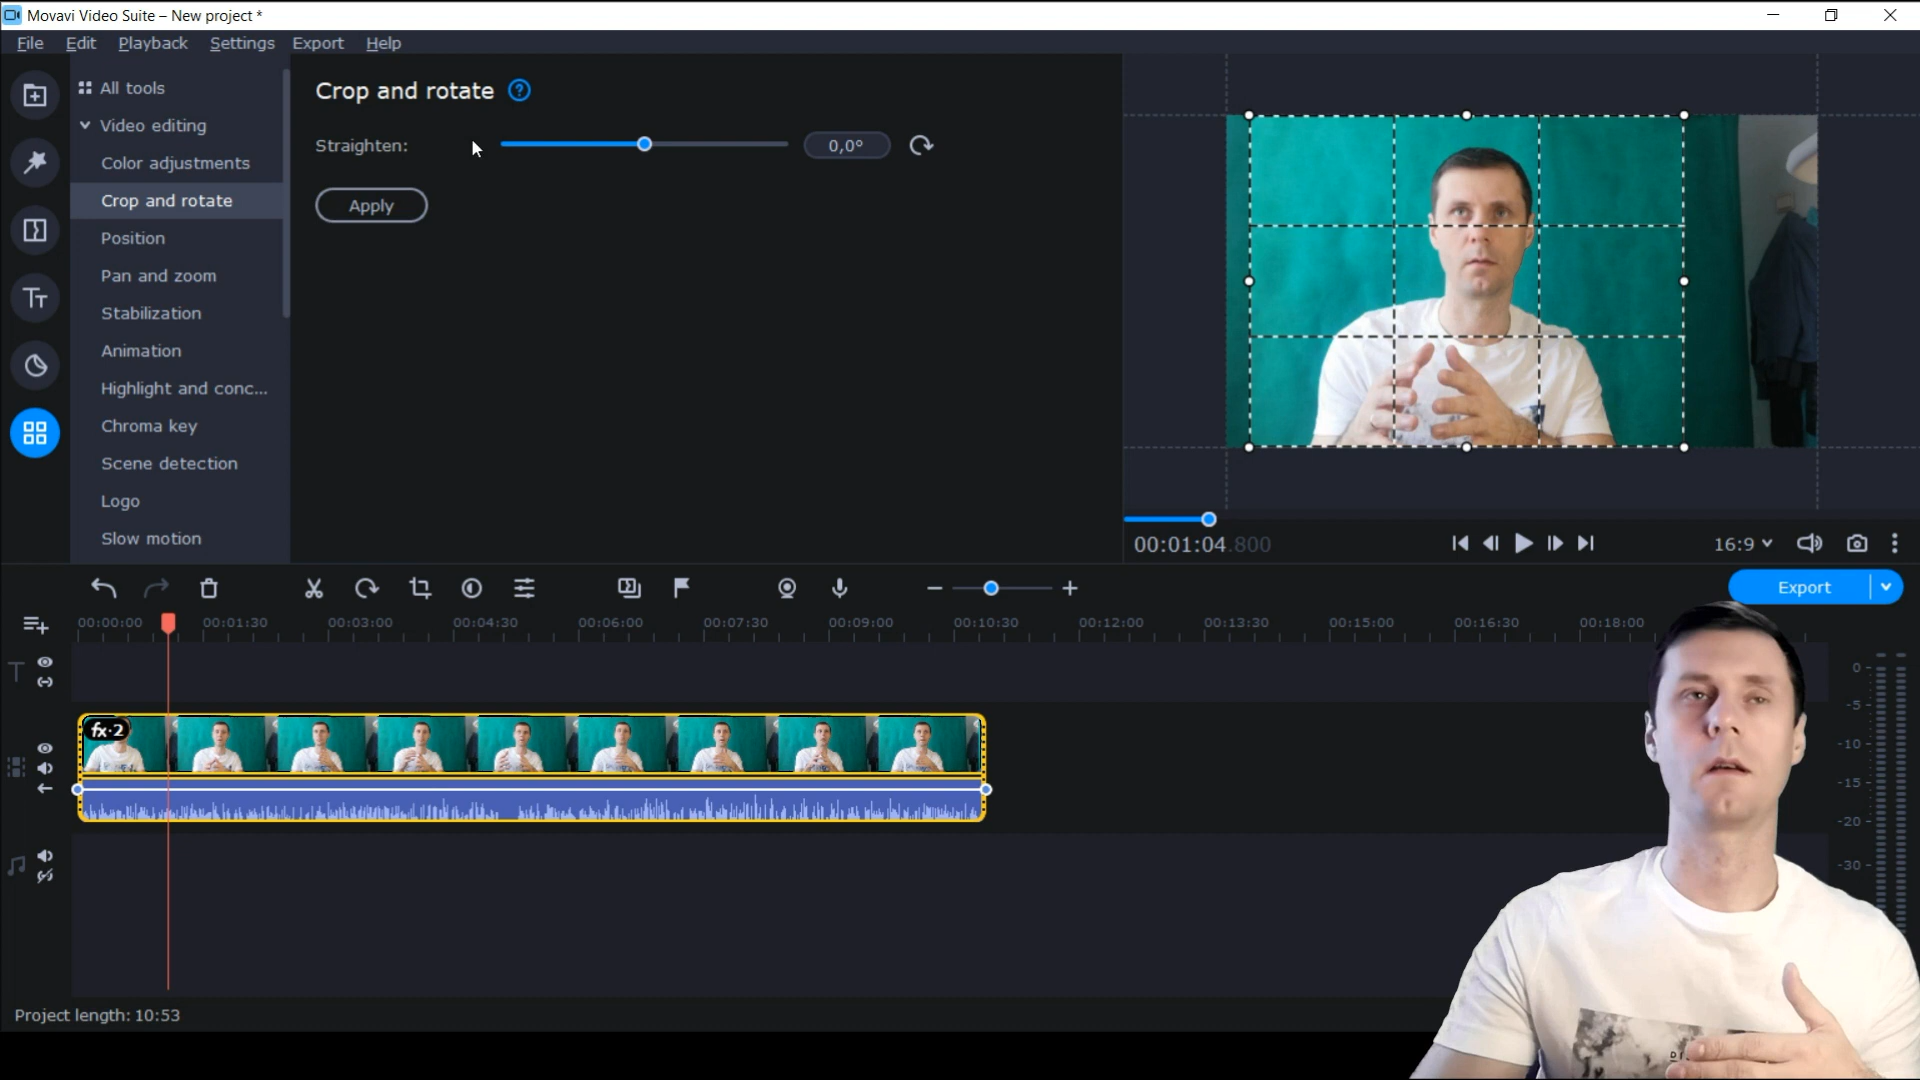 Movavi Video Suite – New project *
File Edit Playback Settings Export Help
All tools
Video editing
Color adjustments
Crop and rotate
Position
Pan and zoom
Stabilization
Animation
Highlight and conc...
Chroma key
Scene detection
Logo
Slow motion
Crop and rotate ?
Straighten: 0,0°
Apply
00:01:04.800
16:9
Export
00:00:00 00:01:30 00:03:00 00:04:30 00:06:00 00:07:30 00:09:00 00:10:30 00:12:00 00:13:30 00:15:00 00:16:30 00:18:00
fx·2
0
-5
-10
-15
-20
-30
Project length: 10:53